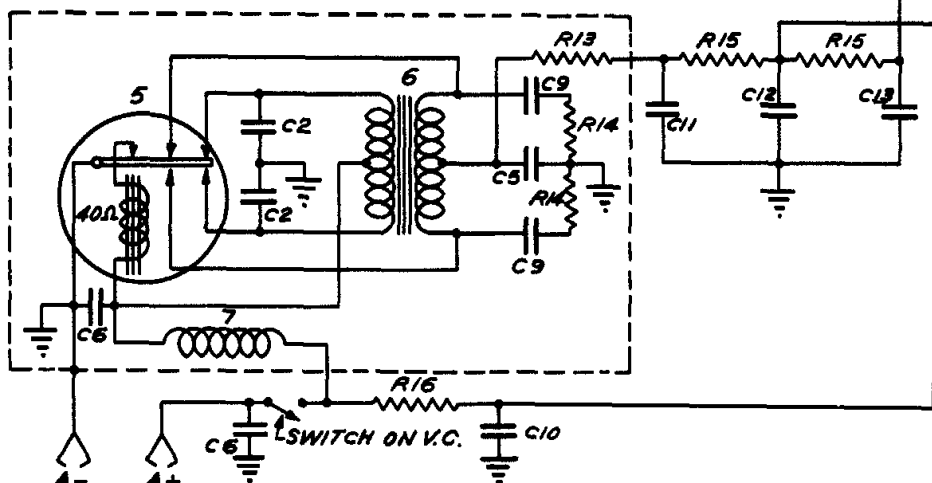 R13
R15
R15
6
5
C9
C2
R14
C11
C12
C13
C5
40Ω
C2
R14
C9
C6
7
R16
C6
SWITCH ON V.C.
C10
A-
A+